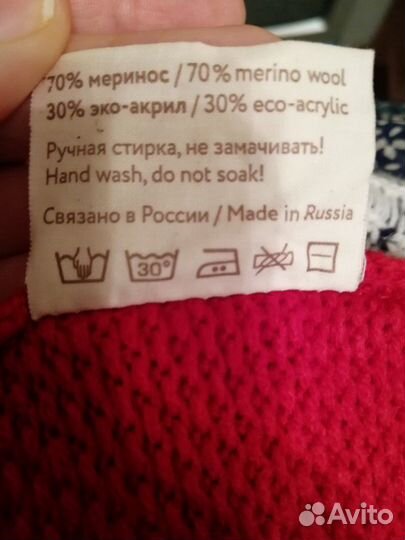 70% меринос / 70% merino wool
30% эко-акрил / 30% eco-acrylic
Ручная стирка, не замачивать!
Hand wash, do not soak!
Связано в России / Made in Russia
30°
Avito